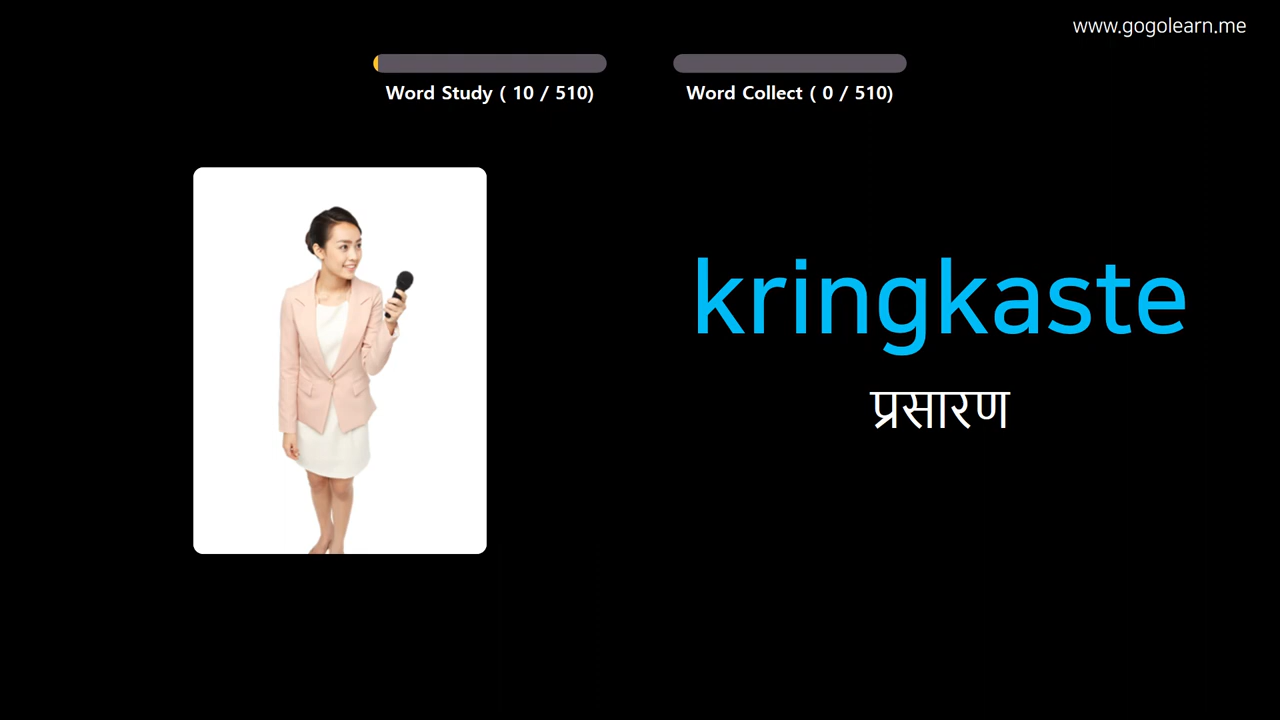 www.gogolearn.me
Word Study ( 10 / 510)
Word Collect ( 0 / 510)
kringkaste
प्रसारण